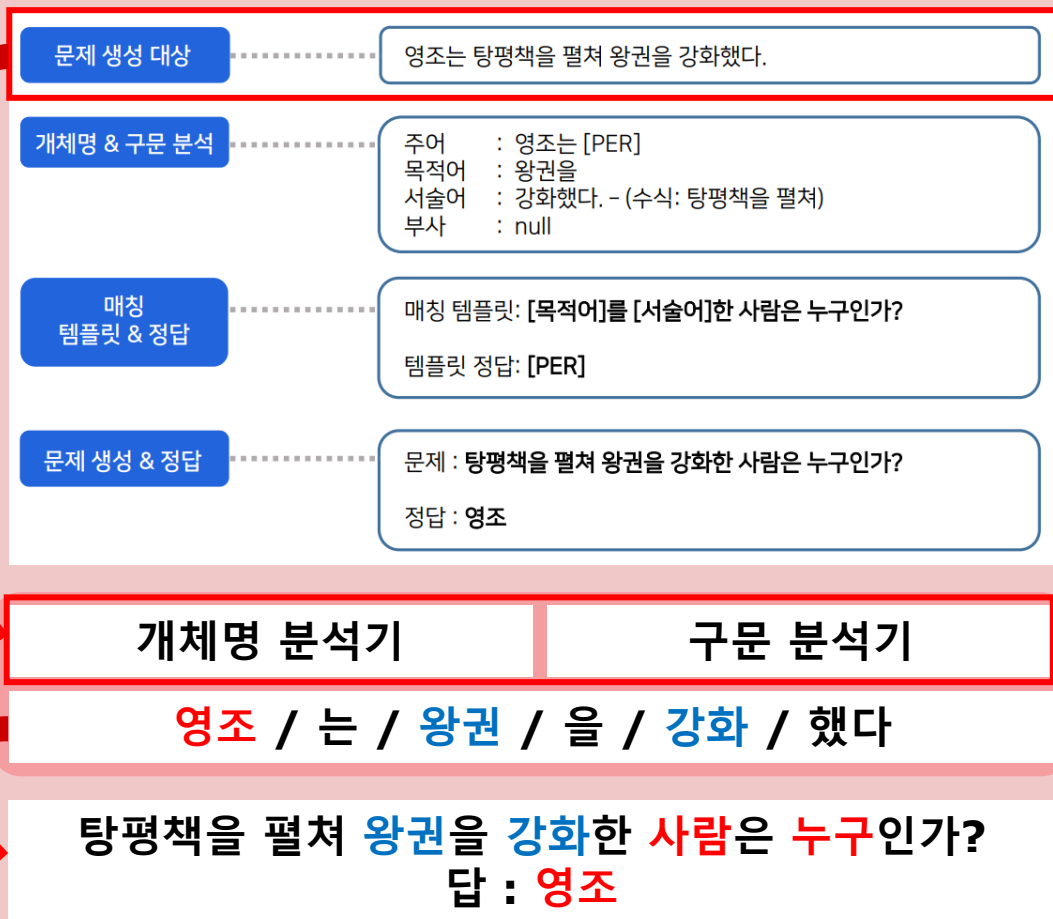 문제 생성 대상
영조는 탕평책을 펼쳐 왕권을 강화했다.
개체명 & 구문 분석
주어 : 영조는 [PER]
목적어 : 왕권을
서술어 : 강화했다. – (수식: 탕평책을 펼쳐)
부사 : null
매칭
템플릿 & 정답
매칭 템플릿: [목적어]를 [서술어]한 사람은 누구인가?
템플릿 정답: [PER]
문제 생성 & 정답
문제 : 탕평책을 펼쳐 왕권을 강화한 사람은 누구인가?
정답 : 영조
개체명 분석기
구문 분석기
영조 / 는 / 왕권 / 을 / 강화 / 했다
탕평책을 펼쳐 왕권을 강화한 사람은 누구인가?
답 : 영조